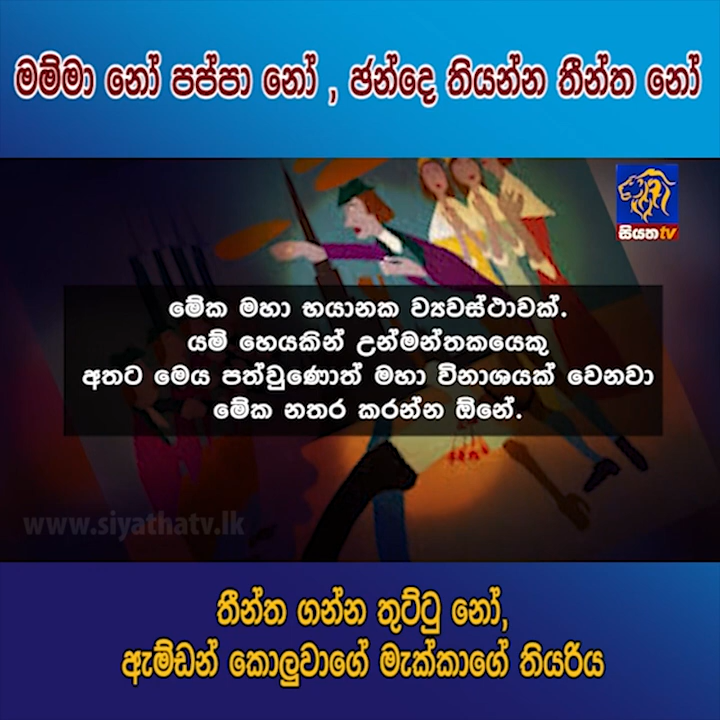 මම්මා නෝ පප්පා නෝ , ඡන්දෙ තියන්න තීන්ත නෝ
සියත tv
මේක මහා භයානක ව්‍යවස්ථාවක්.
යම් හෙයකින් උන්මන්තකයෙකු
අතට මෙය පත්වුණොත් මහා විනාශයක් වෙනවා
මේක නතර කරන්න ඕනේ.
www.siyathatv.lk
තීන්ත ගන්න තුට්ටු නෝ,
ඇම්ඩන් කොලුවාගේ මැක්කාගේ තියරිය